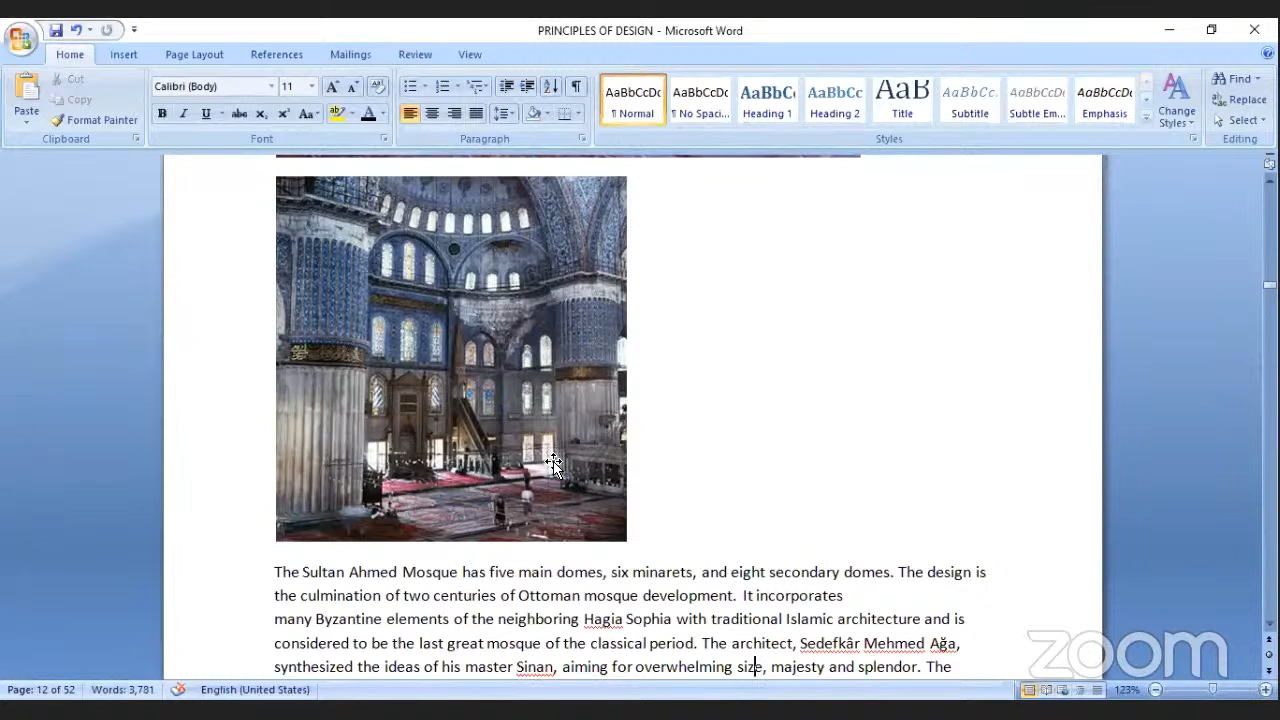 PRINCIPLES OF DESIGN - Microsoft Word
Home Insert Page Layout References Mailings Review View
Paste
Cut
Copy
Format Painter
Clipboard
Calibri (Body) 11
Font
Paragraph
AaBbCcDc AaBbCcDc AaBbC AaBbCc AaB AaBbCc. AaBbCcDc AaBbCcDc
¶ Normal ¶ No Spaci... Heading 1 Heading 2 Title Subtitle Subtle Em... Emphasis
Change Styles
Styles
Find
Replace
Select
Editing
The Sultan Ahmed Mosque has five main domes, six minarets, and eight secondary domes. The design is
the culmination of two centuries of Ottoman mosque development. It incorporates
many Byzantine elements of the neighboring Hagia Sophia with traditional Islamic architecture and is
considered to be the last great mosque of the classical period. The architect, Sedefkâr Mehmed Ağa,
synthesized the ideas of his master Sinan, aiming for overwhelming size, majesty and splendor. The
zoom
Page: 12 of 52 Words: 3,781 English (United States) 123%